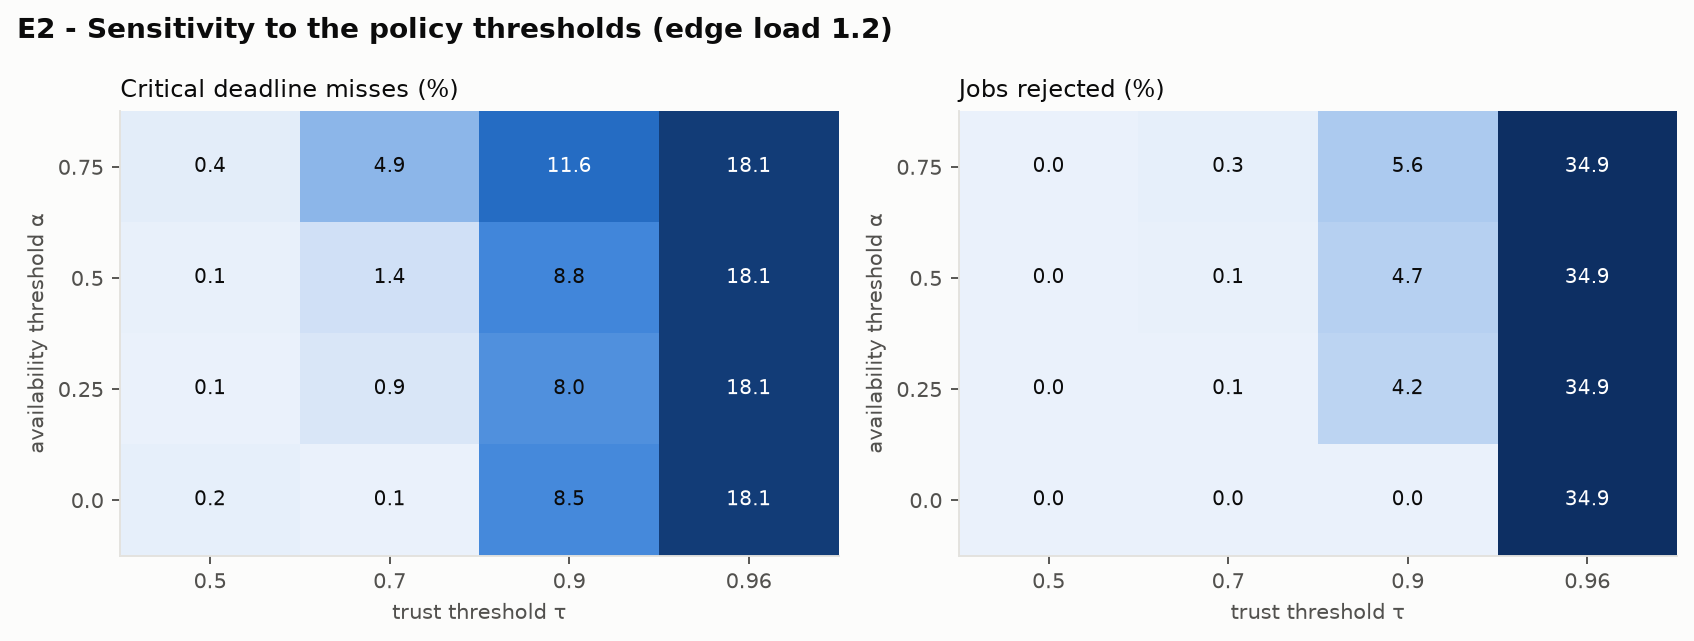 E2 - Sensitivity to the policy thresholds (edge load 1.2)
Critical deadline misses (%)
availability threshold α
0.75 0.4 4.9 11.6 18.1
0.5 0.1 1.4 8.8 18.1
0.25 0.1 0.9 8.0 18.1
0.0 0.2 0.1 8.5 18.1
0.5 0.7 0.9 0.96
trust threshold τ
Jobs rejected (%)
availability threshold α
0.75 0.0 0.3 5.6 34.9
0.5 0.0 0.1 4.7 34.9
0.25 0.0 0.1 4.2 34.9
0.0 0.0 0.0 0.0 34.9
0.5 0.7 0.9 0.96
trust threshold τ